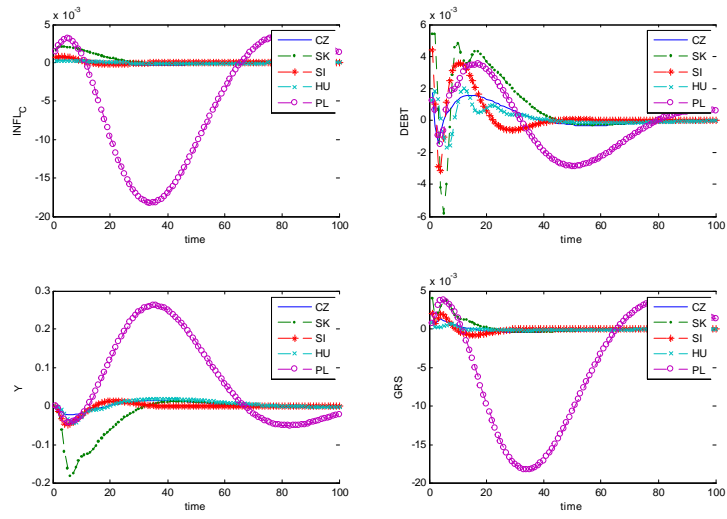 x 10⁻³
5
0
-5
-10
-15
-20
0 20 40 60 80 100
time
INFL_C
CZ
SK
SI
HU
PL
x 10⁻³
6
4
2
0
-2
-4
-6
0 20 40 60 80 100
time
DEBT
CZ
SK
SI
HU
PL
0.3
0.2
0.1
0
-0.1
-0.2
0 20 40 60 80 100
time
Y
CZ
SK
SI
HU
PL
x 10⁻³
5
0
-5
-10
-15
-20
0 20 40 60 80 100
time
GRS
CZ
SK
SI
HU
PL